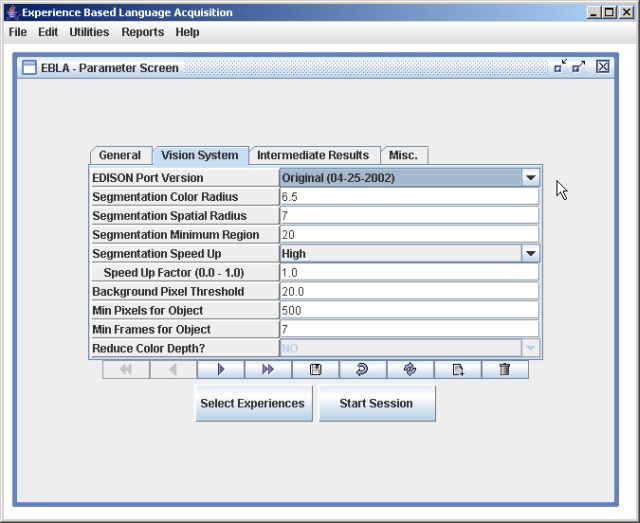 Experience Based Language Acquisition
File Edit Utilities Reports Help
EBLA - Parameter Screen
General Vision System Intermediate Results Misc.
EDISON Port Version Original (04-25-2002)
Segmentation Color Radius 6.5
Segmentation Spatial Radius 7
Segmentation Minimum Region 20
Segmentation Speed Up High
Speed Up Factor (0.0 - 1.0) 1.0
Background Pixel Threshold 20.0
Min Pixels for Object 500
Min Frames for Object 7
Reduce Color Depth? NO
Select Experiences Start Session